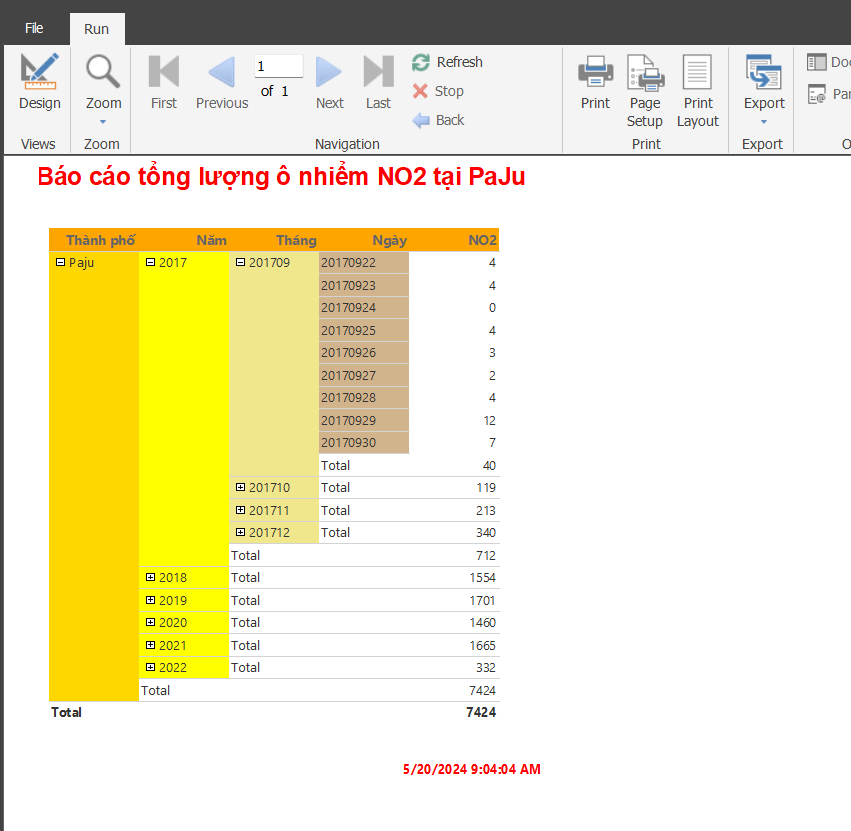 File Run
Design Zoom First Previous 1 of 1 Next Last Refresh Stop Back Print Page Setup Print Layout Export Doc Par
Views Zoom Navigation Print Export O
Báo cáo tổng lượng ô nhiễm NO2 tại PaJu
Thành phố Năm Tháng Ngày NO2
Paju 2017 201709 20170922 4
20170923 4
20170924 0
20170925 4
20170926 3
20170927 2
20170928 4
20170929 12
20170930 7
Total 40
201710 Total 119
201711 Total 213
201712 Total 340
Total 712
2018 Total 1554
2019 Total 1701
2020 Total 1460
2021 Total 1665
2022 Total 332
Total 7424
Total 7424
5/20/2024 9:04:04 AM